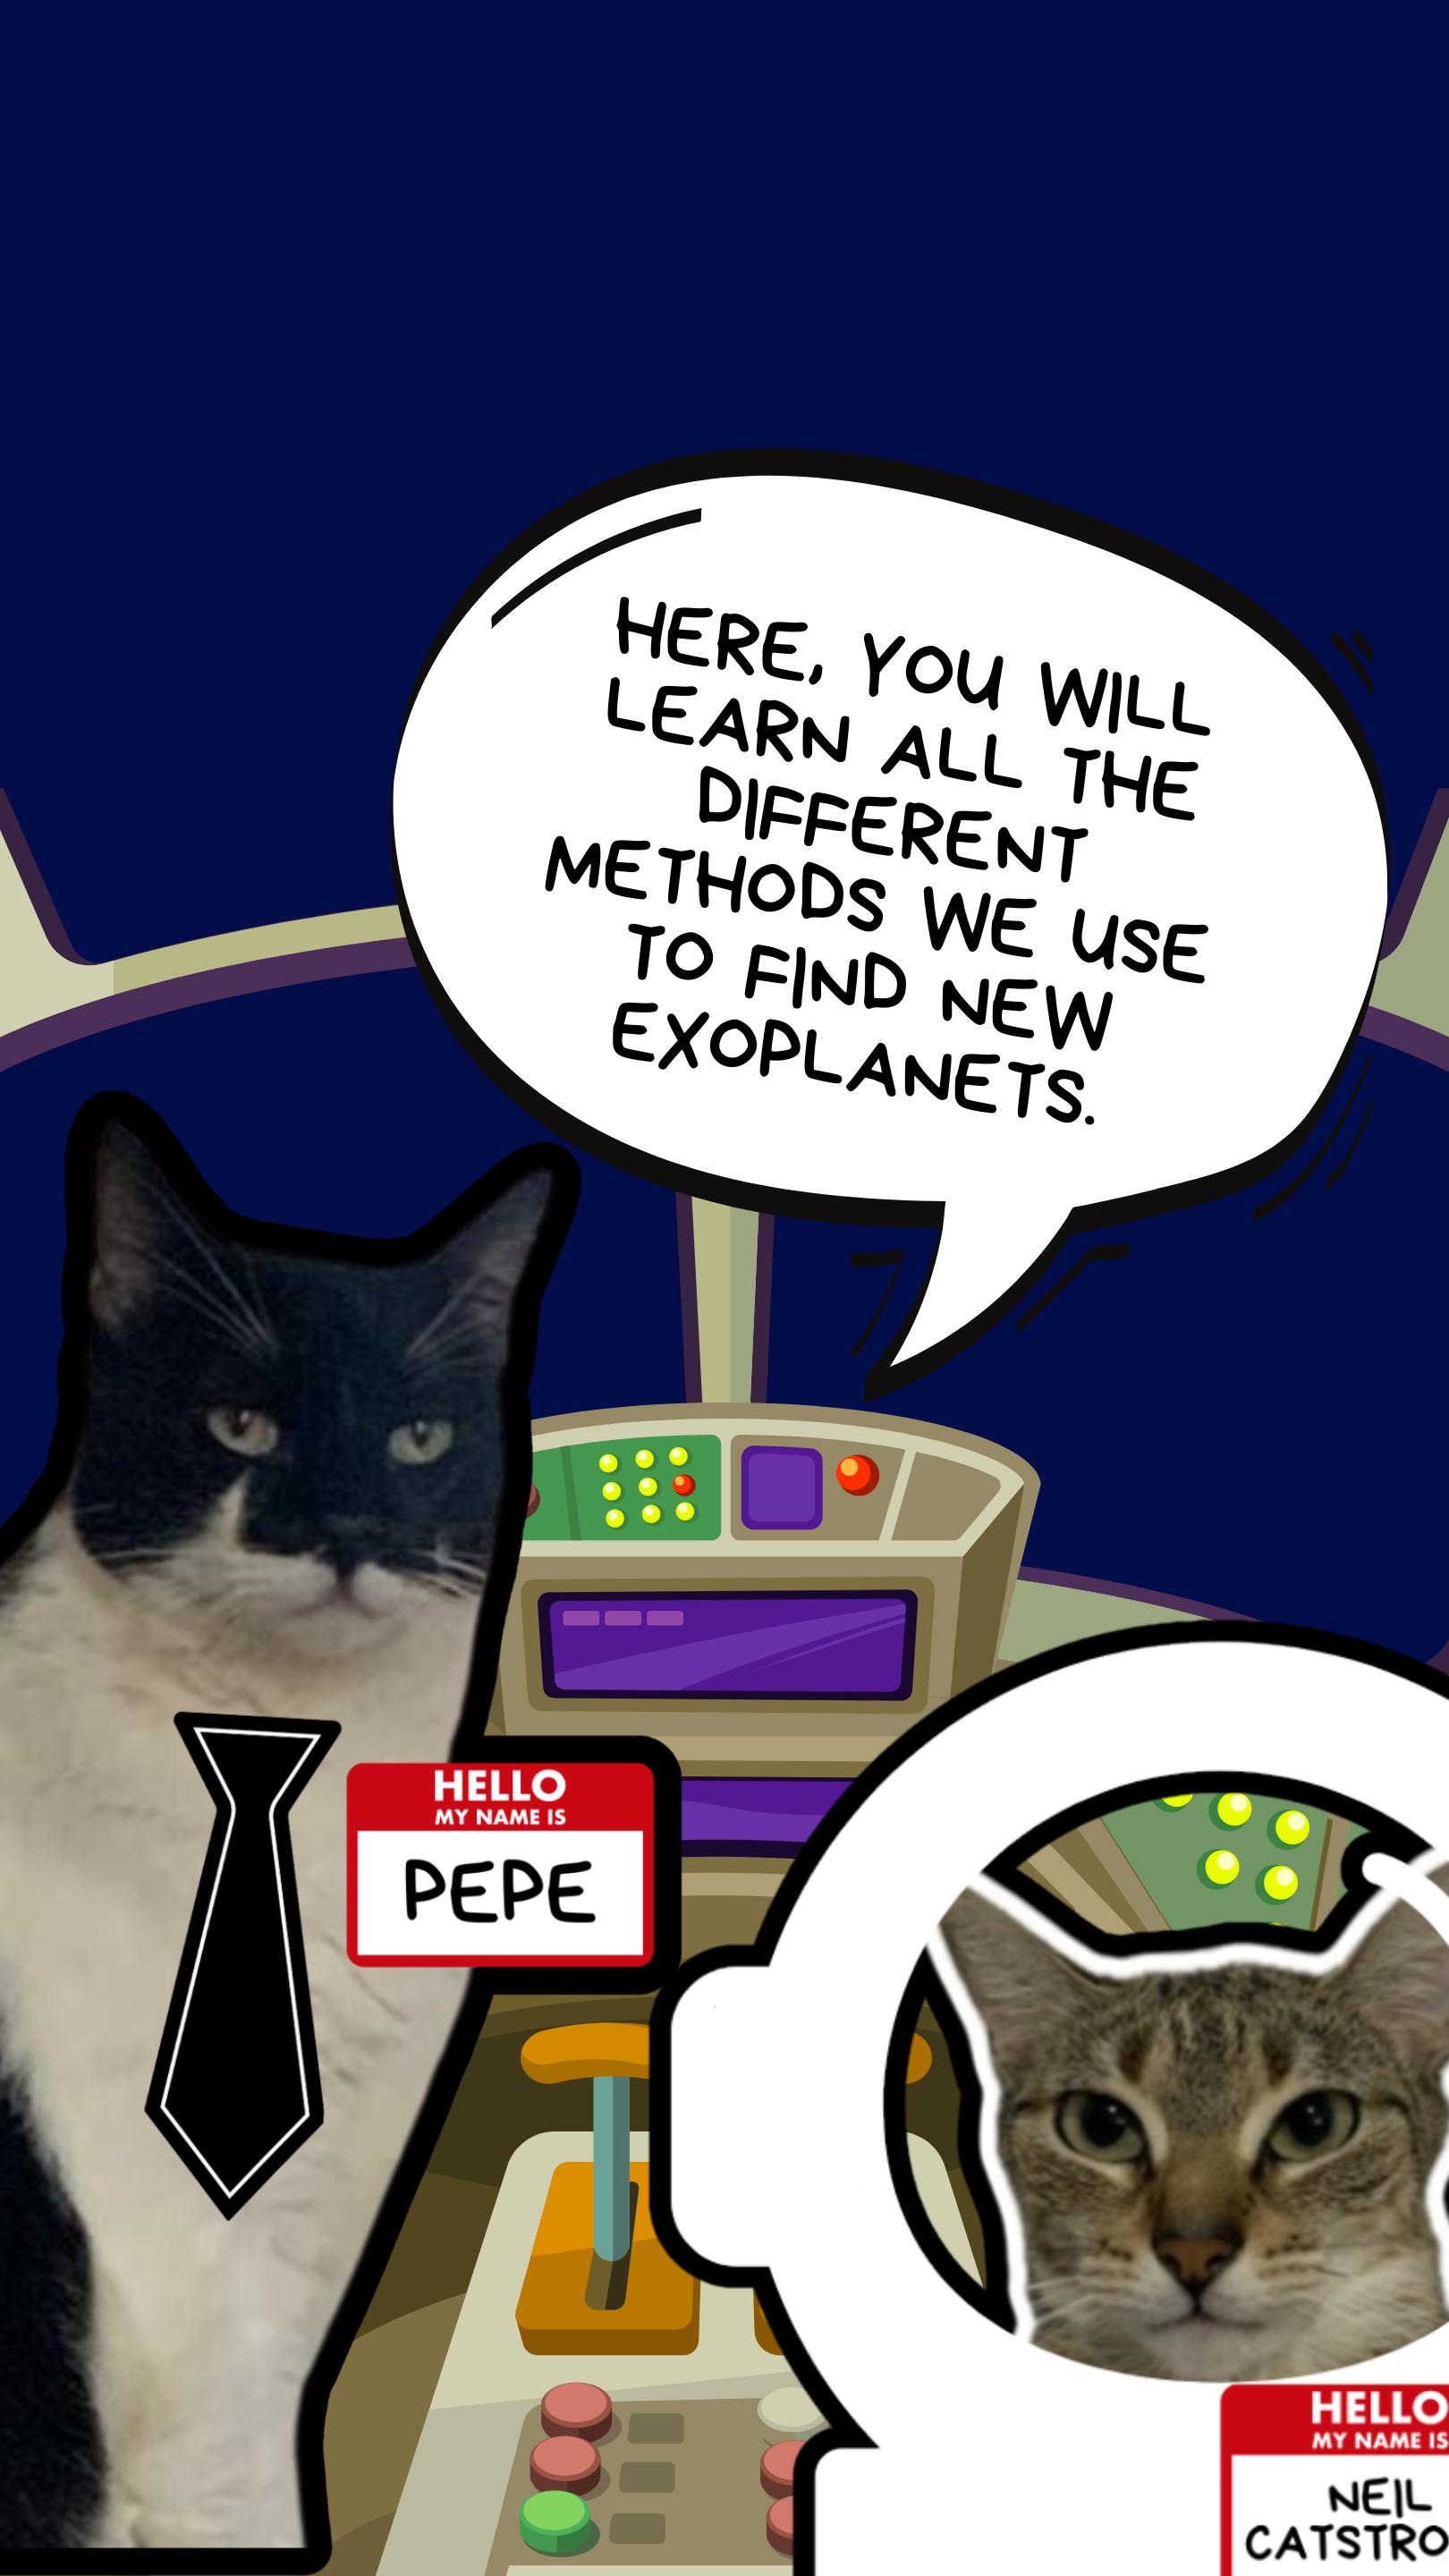 HERE, YOU WILL
LEARN ALL THE
DIFFERENT
METHODS WE USE
TO FIND NEW
EXOPLANETS.
HELLO
MY NAME IS
PEPE
HELLO
MY NAME IS
NEIL
CATSTRO